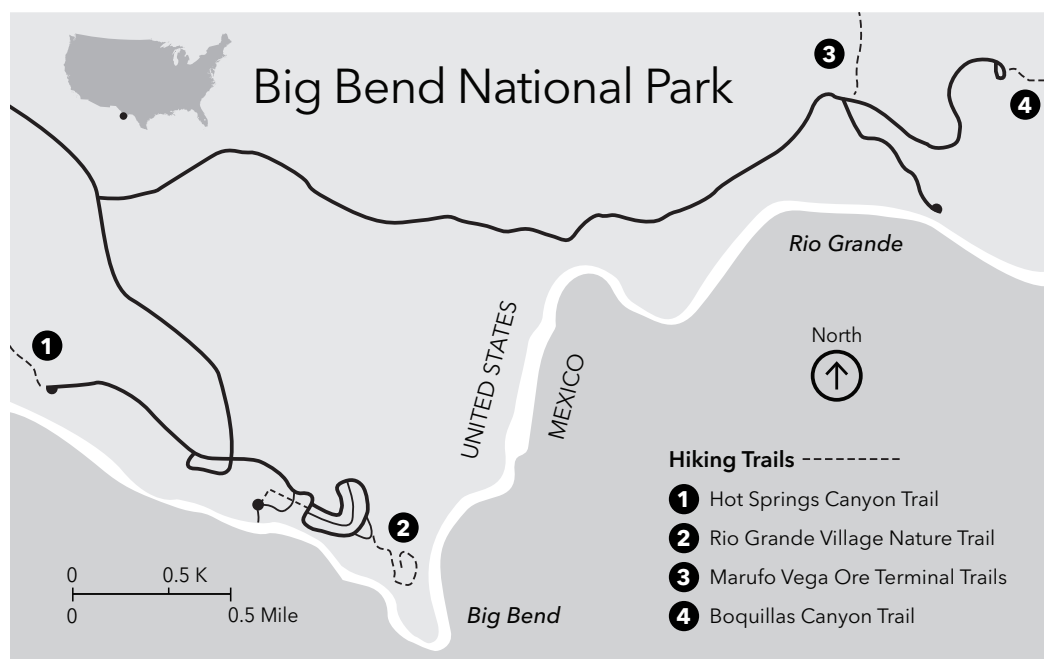 Big Bend National Park
3
4
Rio Grande
UNITED STATES
MEXICO
North
1
Hiking Trails
1 Hot Springs Canyon Trail
2 Rio Grande Village Nature Trail
3 Marufo Vega Ore Terminal Trails
4 Boquillas Canyon Trail
2
0 0.5 K
0 0.5 Mile
Big Bend